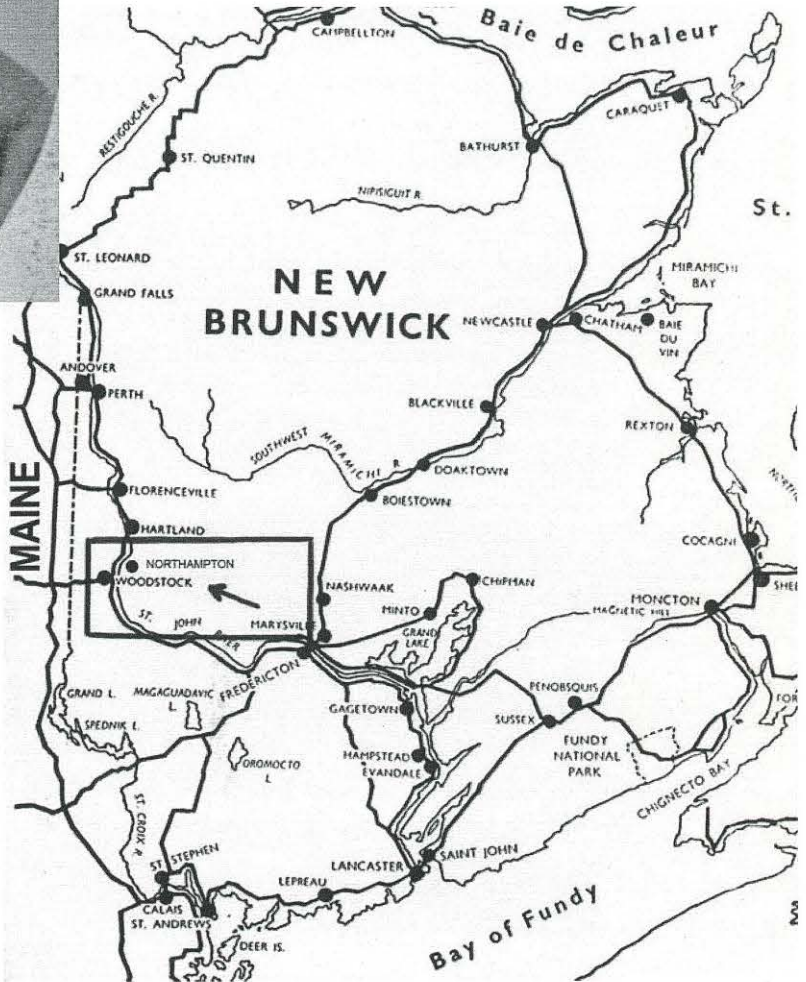 Baie de Chaleur
CAMPBELLTON
RESTIGOUCHE R.
CARAQUET
BATHURST
ST. QUENTIN
NIPISIGUIT R
St.
ST. LEONARD
MIRAMICHI
BAY
NEW
BRUNSWICK
GRAND FALLS
NEWCASTLE
CHATHAM
BAIE
DU
VIN
ANDOVER
PERTH
BLACKVILLE
REXTON
SOUTHWEST MIRAMICHI R
DOAKTOWN
BOIESTOWN
MAINE
FLORENCEVILLE
HARTLAND
COCAGNE
NORTHAMPTON
WOODSTOCK
NASHWAAK
CHIPMAN
SHE
MINTO
MONCTON
MAGNETIC HILL
ST. JOHN RIVER
MARYSVILLE
GRAND
LAKE
FREDERICTON
GRAND L.
MAGAGUADAVIC
L.
PENOBSQUIS
FOR
GAGETOWN
SUSSEX
SPEDNIK L.
FUNDY
NATIONAL
PARK
HAMPSTEAD
EVANDALE
OROMOCTO
L
CHIGNECTO BAY
ST. CROIX R.
ST. STEPHEN
LANCASTER
SAINT JOHN
LEPREAU
CALAIS
ST. ANDREWS
Bay of Fundy
DEER IS.